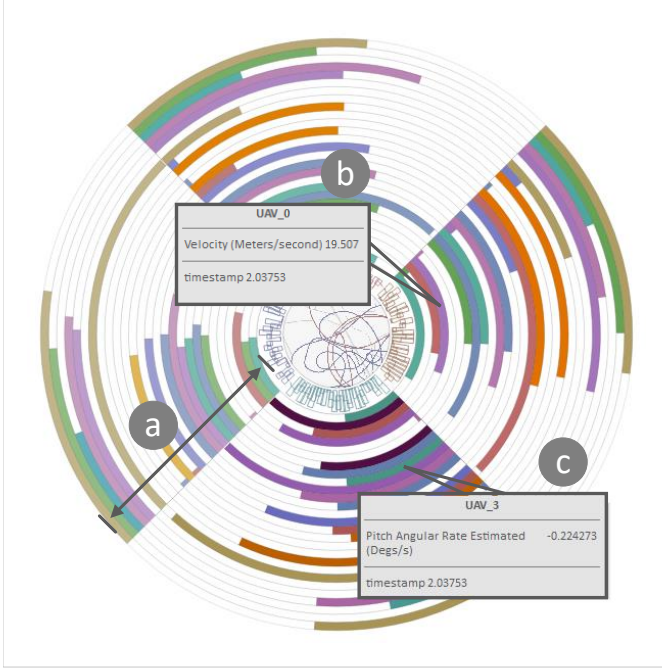 b
UAV_0
Velocity (Meters/second) 19.507
timestamp 2.03753
a
c
UAV_3
Pitch Angular Rate Estimated -0.224273
(Degs/s)
timestamp 2.03753